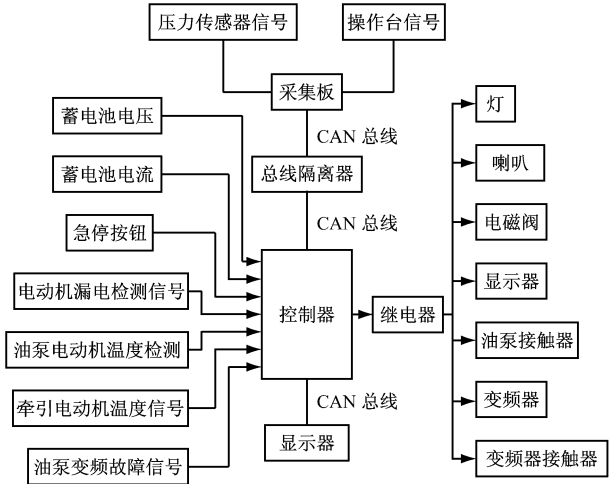 压力传感器信号
操作台信号
采集板
CAN 总线
总线隔离器
CAN 总线
蓄电池电压
蓄电池电流
急停按钮
电动机漏电检测信号
油泵电动机温度检测
牵引电动机温度信号
油泵变频故障信号
控制器
CAN 总线
显示器
继电器
灯
喇叭
电磁阀
显示器
油泵接触器
变频器
变频器接触器